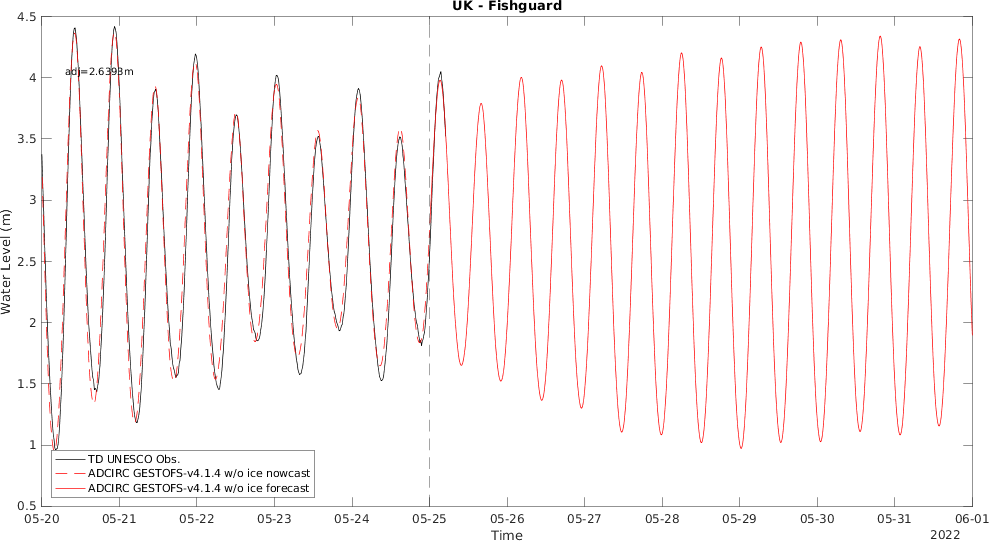 UK - Fishguard
4.5
4
3.5
3
2.5
2
1.5
1
0.5
Water Level (m)
adj=2.6393m
TD UNESCO Obs.
ADCIRC GESTOFS-v4.1.4 w/o ice nowcast
ADCIRC GESTOFS-v4.1.4 w/o ice forecast
05-20 05-21 05-22 05-23 05-24 05-25 05-26 05-27 05-28 05-29 05-30 05-31 06-01
Time
2022